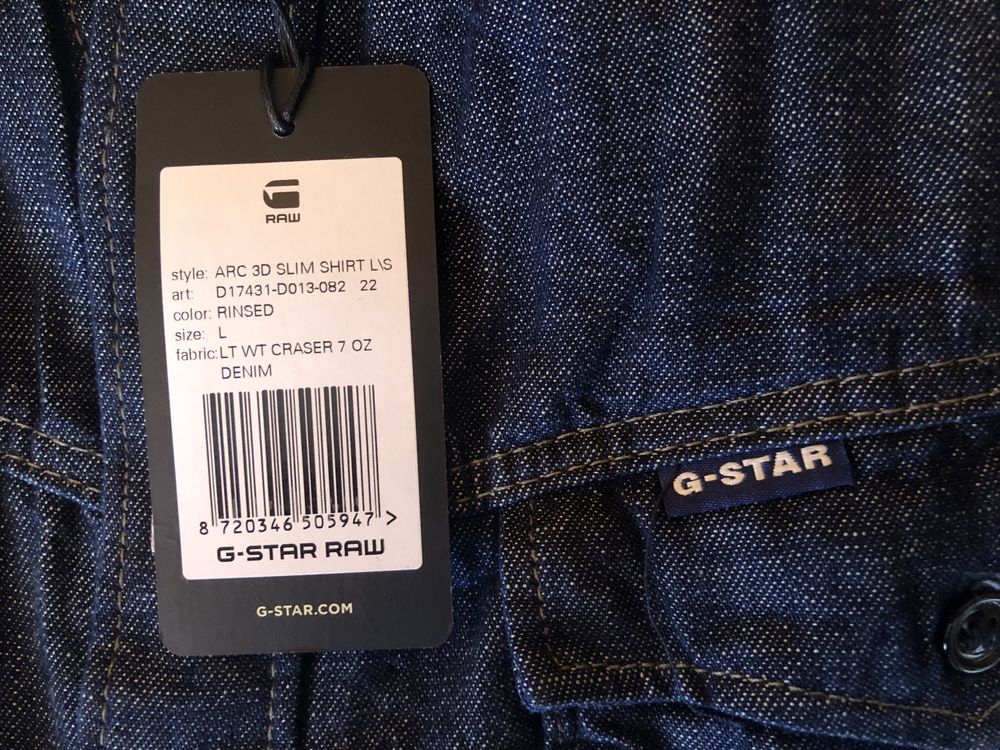 RAW
style: ARC 3D SLIM SHIRT L\S
art: D17431-D013-082 22
color: RINSED
size: L
fabric: LT WT CRASER 7 OZ
DENIM
8 720346 505947 >
G-STAR RAW
G-STAR.COM
G-STAR